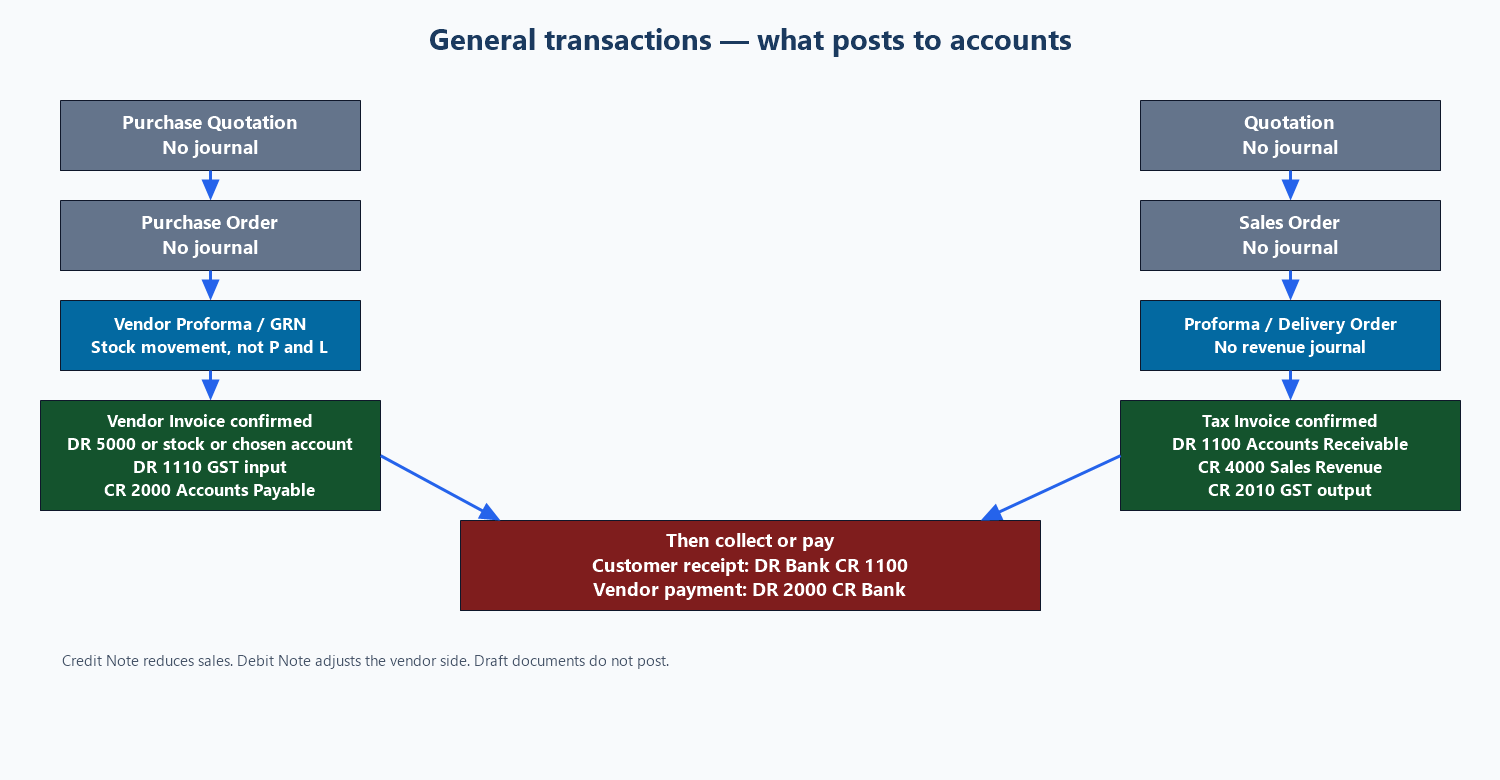 General transactions — what posts to accounts
Purchase Quotation
No journal
Purchase Order
No journal
Vendor Proforma / GRN
Stock movement, not P and L
Vendor Invoice confirmed
DR 5000 or stock or chosen account
DR 1110 GST input
CR 2000 Accounts Payable
Quotation
No journal
Sales Order
No journal
Proforma / Delivery Order
No revenue journal
Tax Invoice confirmed
DR 1100 Accounts Receivable
CR 4000 Sales Revenue
CR 2010 GST output
Then collect or pay
Customer receipt: DR Bank CR 1100
Vendor payment: DR 2000 CR Bank
Credit Note reduces sales. Debit Note adjusts the vendor side. Draft documents do not post.